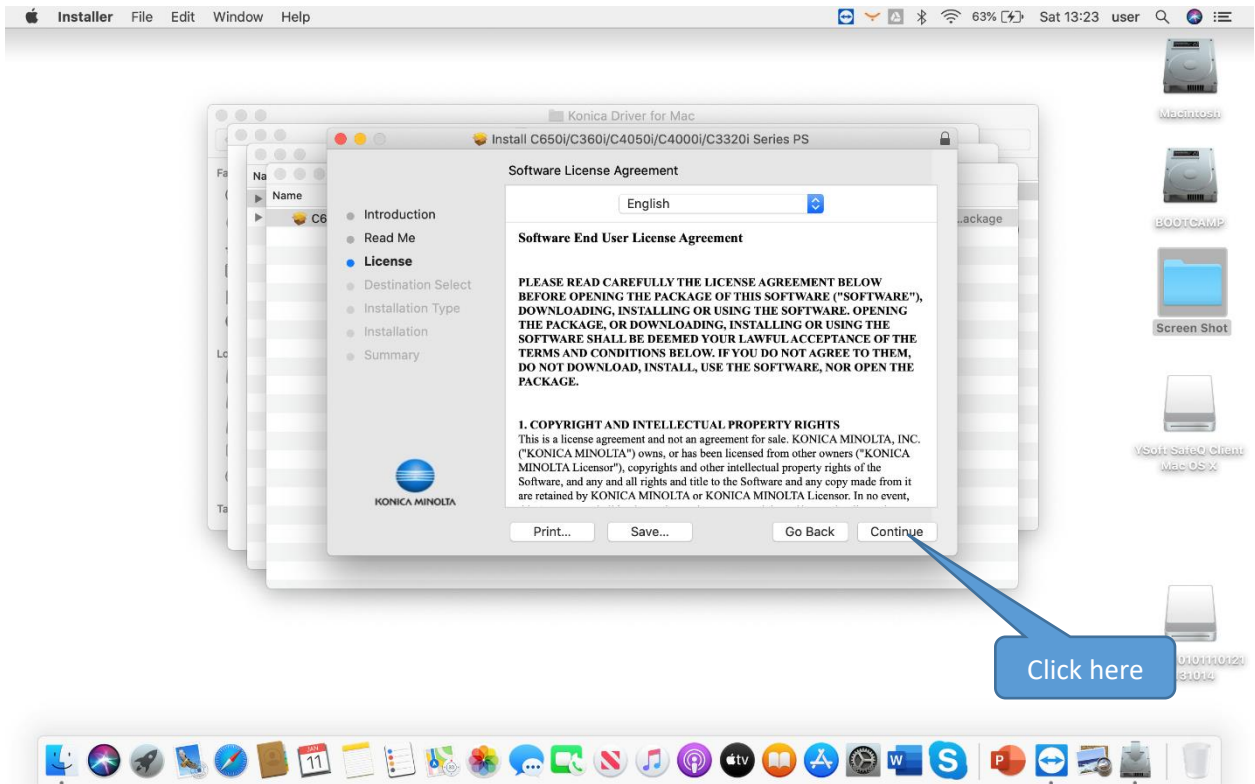 Installer File Edit Window Help 63% Sat 13:23 user
Macintosh
Konica Driver for Mac
Install C650i/C360i/C4050i/C4000i/C3320i Series PS
Fa
Na
Name
C6
..ackage
Lo
Ta
Software License Agreement
English
Introduction
Read Me
License
Destination Select
Installation Type
Installation
Summary
KONICA MINOLTA
Software End User License Agreement
PLEASE READ CAREFULLY THE LICENSE AGREEMENT BELOW
BEFORE OPENING THE PACKAGE OF THIS SOFTWARE ("SOFTWARE"),
DOWNLOADING, INSTALLING OR USING THE SOFTWARE. OPENING
THE PACKAGE, OR DOWNLOADING, INSTALLING OR USING THE
SOFTWARE SHALL BE DEEMED YOUR LAWFUL ACCEPTANCE OF THE
TERMS AND CONDITIONS BELOW. IF YOU DO NOT AGREE TO THEM,
DO NOT DOWNLOAD, INSTALL, USE THE SOFTWARE, NOR OPEN THE
PACKAGE.
1. COPYRIGHT AND INTELLECTUAL PROPERTY RIGHTS
This is a license agreement and not an agreement for sale. KONICA MINOLTA, INC.
("KONICA MINOLTA") owns, or has been licensed from other owners ("KONICA
MINOLTA Licensor"), copyrights and other intellectual property rights of the
Software, and any and all rights and title to the Software and any copy made from it
are retained by KONICA MINOLTA or KONICA MINOLTA Licensor. In no event,
Print... Save... Go Back Continue
BOOTCAMP
Screen Shot
YSoft SafeQ Client
Mac OS X
Click here
JAN
11
tv
W
S
P